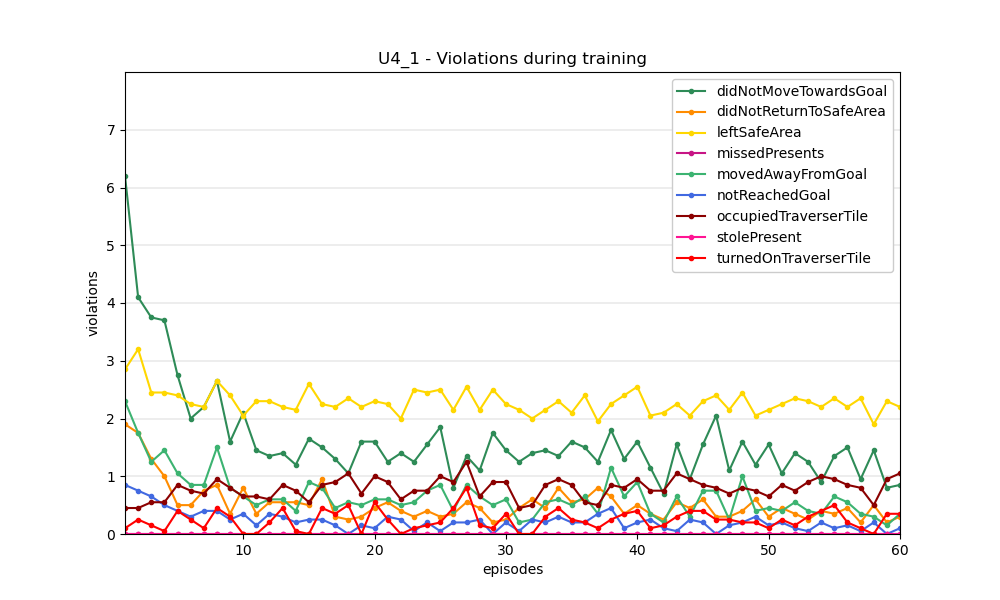 U4_1 - Violations during training
didNotMoveTowardsGoal
didNotReturnToSafeArea
leftSafeArea
missedPresents
movedAwayFromGoal
notReachedGoal
occupiedTraverserTile
stolePresent
turnedOnTraverserTile
violations
7
6
5
4
3
2
1
0
10
20
30
40
50
60
episodes